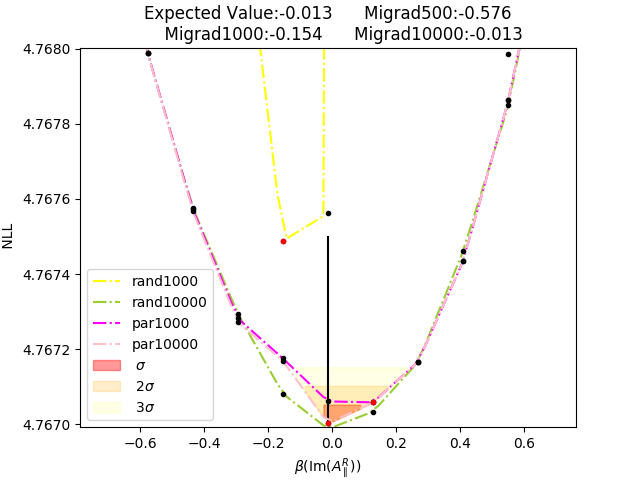 Expected Value:-0.013 Migrad500:-0.576
Migrad1000:-0.154 Migrad10000:-0.013
4.7680
4.7678
4.7676
4.7674
4.7672
4.7670
NLL
rand1000
rand10000
par1000
par10000
σ
2σ
3σ
−0.6 −0.4 −0.2 0.0 0.2 0.4 0.6
β(Im(A^R_∥))